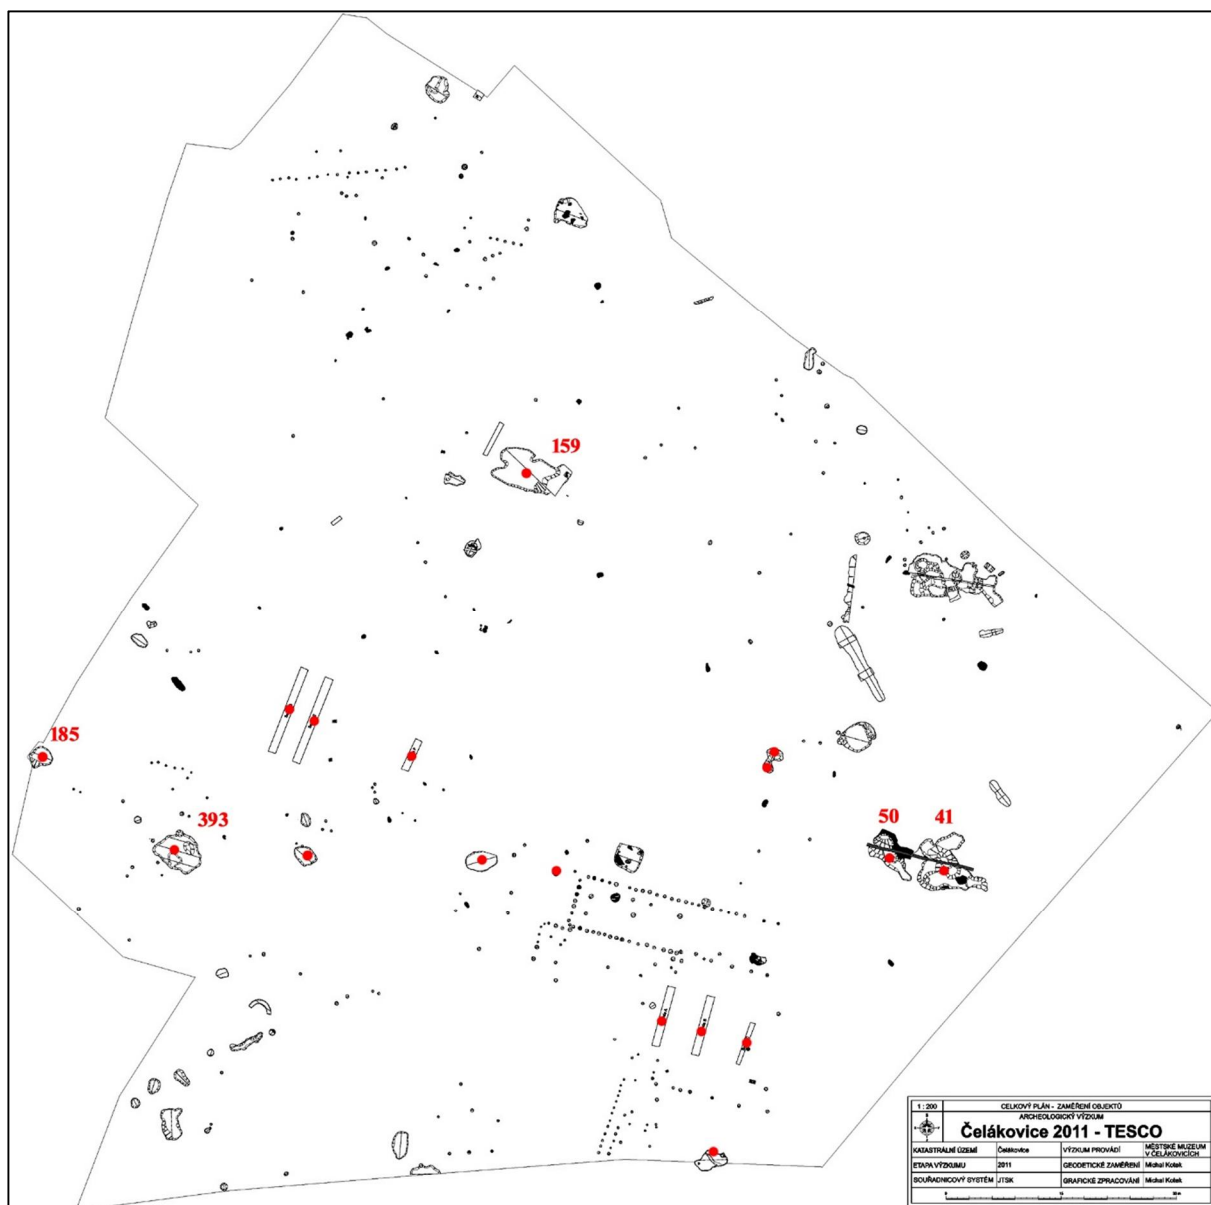 159
185
393
50
41
1 : 200
CELKOVÝ PLÁN - ZAMĚŘENÍ OBJEKTŮ
ARCHEOLOGICKÝ VÝZKUM
Čelákovice 2011 - TESCO
KATASTRÁLNÍ ÚZEMÍ Čelákovice VÝZKUM PROVÁDÍ MĚSTSKÉ MUZEUM V ČELÁKOVICÍCH
ETAPA VÝZKUMU 2011 GEODETICKÉ ZAMĚŘENÍ Michal Kotek
SOUŘADNICOVÝ SYSTÉM JTSK GRAFICKÉ ZPRACOVÁNÍ Michal Kotek